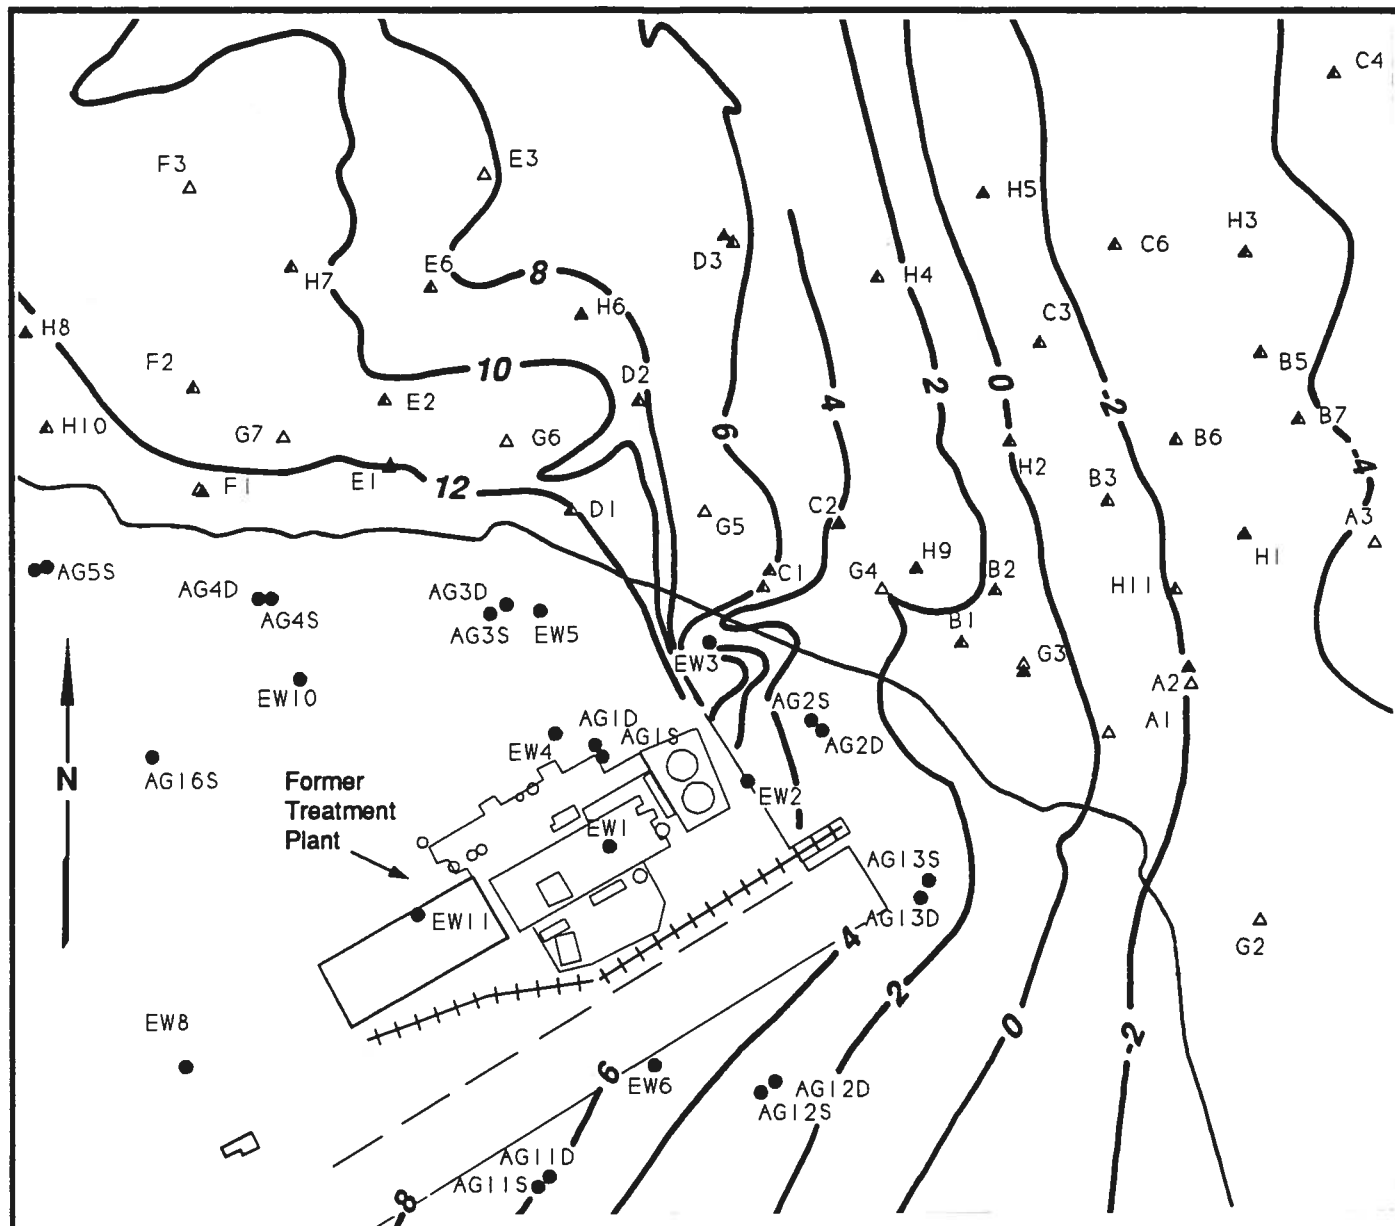 C4
F3
E3
H5
H3
C6
D3
E6
H7
8
H4
H6
H8
C3
F2
10
D2
B5
2
0
-2
E2
4
B7
H10
G7
G6
6
H2
B6
-4
E1
12
B3
F1
D1
G5
C2
A3
H1
AG5S
C1
G4
H9
B2
H11
AG4D
AG4S
AG3D
AG3S
EW5
B1
EW3
G3
EW10
A2
AG2S
A1
AG1D
AG1S
EW4
AG2D
N
AG16S
Former
Treatment
Plant
EW2
EW1
AG13S
AG13D
EW11
4
G2
2
EW8
0
-2
6
EW6
AG12D
AG12S
AG11D
AG11S
8